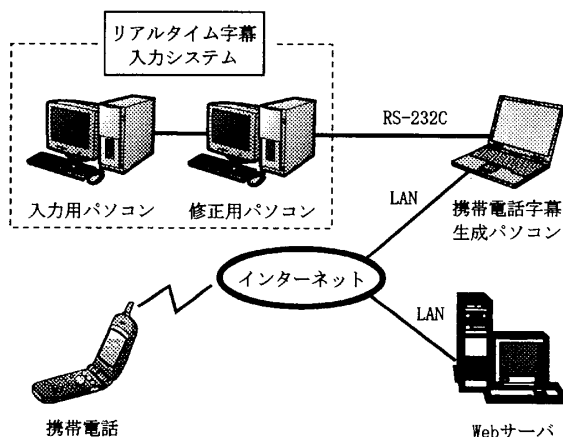 リアルタイム字幕
入力システム
RS-232C
入力用パソコン
修正用パソコン
LAN
携帯電話字幕
生成パソコン
インターネット
LAN
携帯電話
Webサーバ